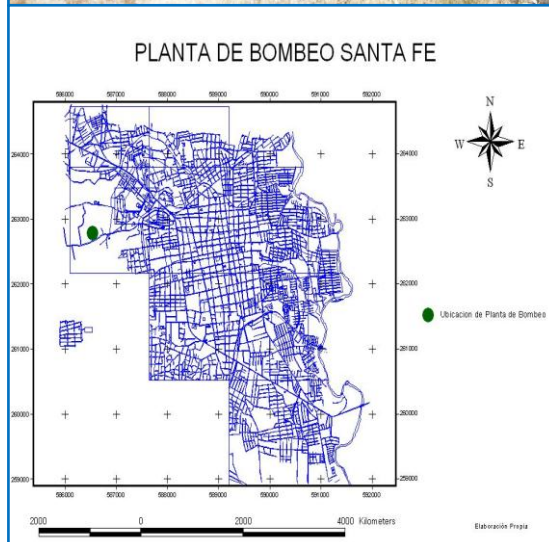 PLANTA DE BOMBEO SANTA FE
586000 587000 588000 589000 590000 591000 592000
N
W E
S
264000 264000
263000 263000
262000 262000
Ubicacion de Planta de Bombeo
261000 261000
260000 260000
259000 259000
586000 587000 588000 589000 590000 591000 592000
2000 0 2000 4000 Kilometers
Elaboración Propia